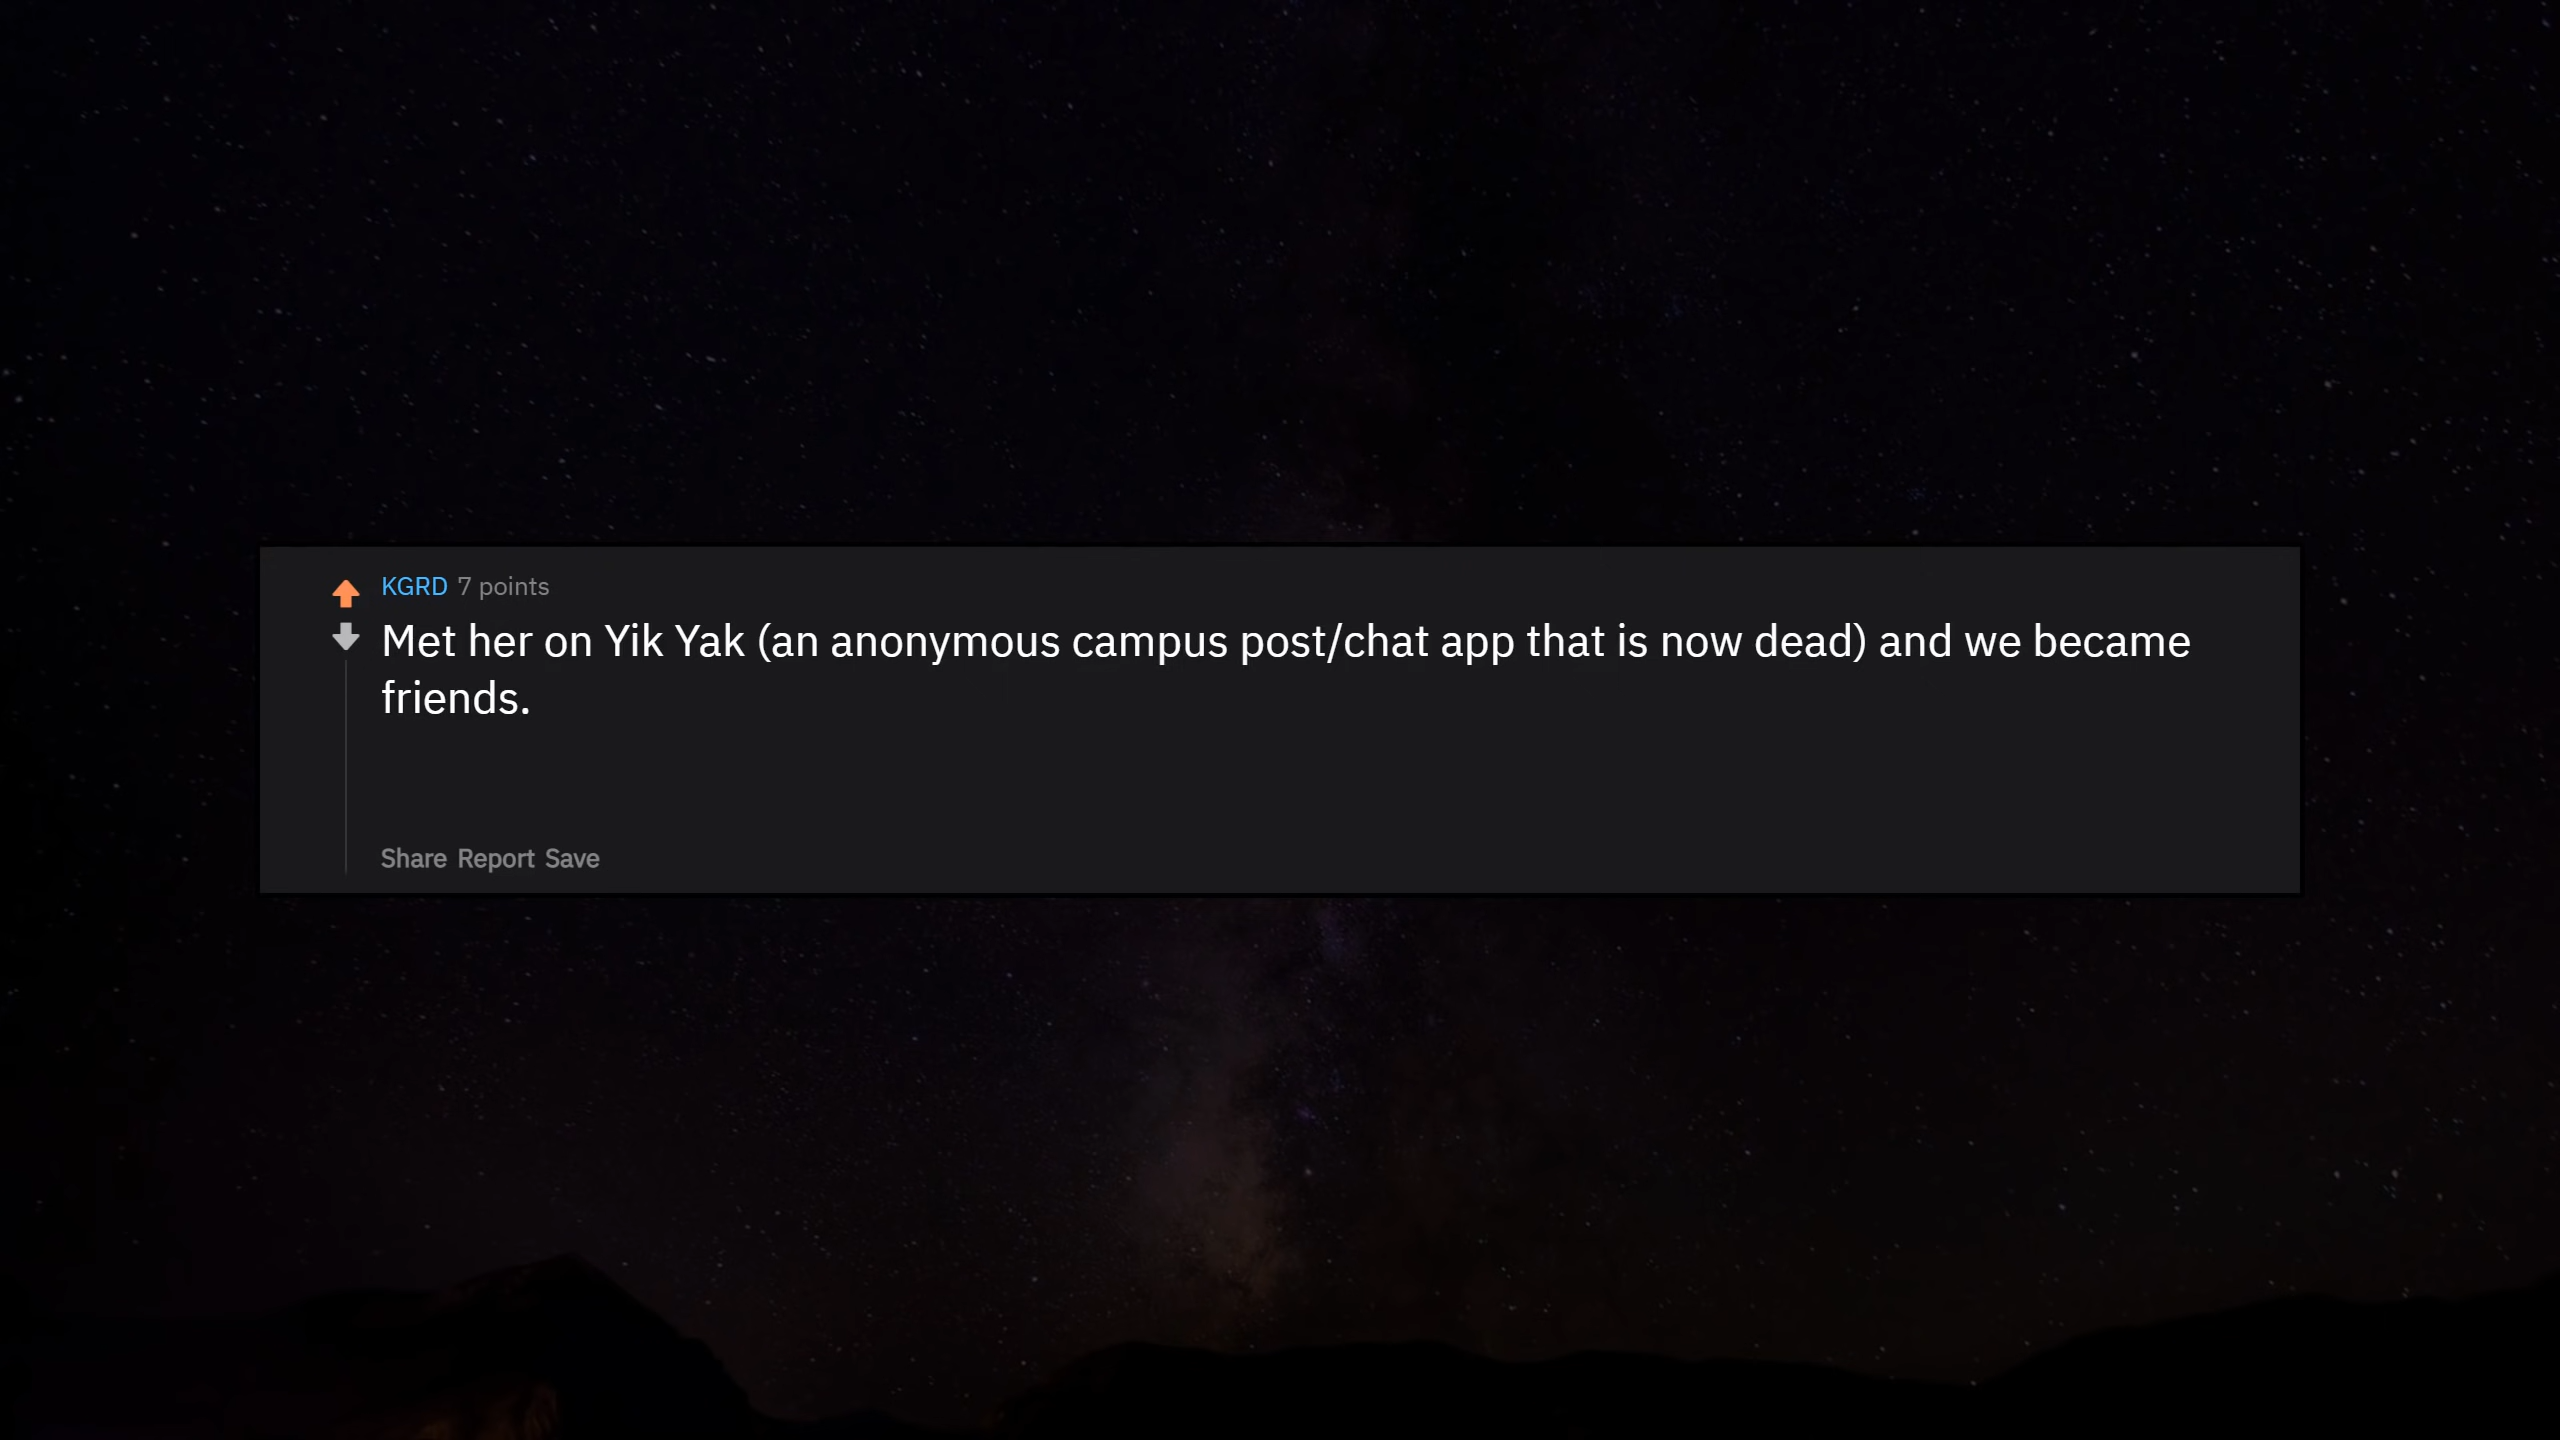 KGRD 7 points
Met her on Yik Yak (an anonymous campus post/chat app that is now dead) and we became
friends.
Share Report Save